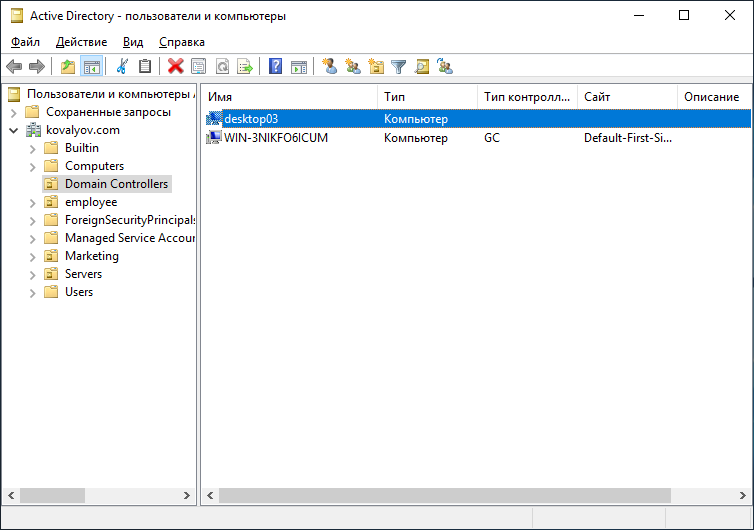 Active Directory - пользователи и компьютеры
Файл Действие Вид Справка
Пользователи и компьютеры
Сохраненные запросы
kovalyov.com
Builtin
Computers
Domain Controllers
employee
ForeignSecurityPrincipals
Managed Service Accou
Marketing
Servers
Users
Имя Тип Тип контролл... Сайт Описание
desktop03 Компьютер
WIN-3NIKFO6ICUM Компьютер GC Default-First-Si...